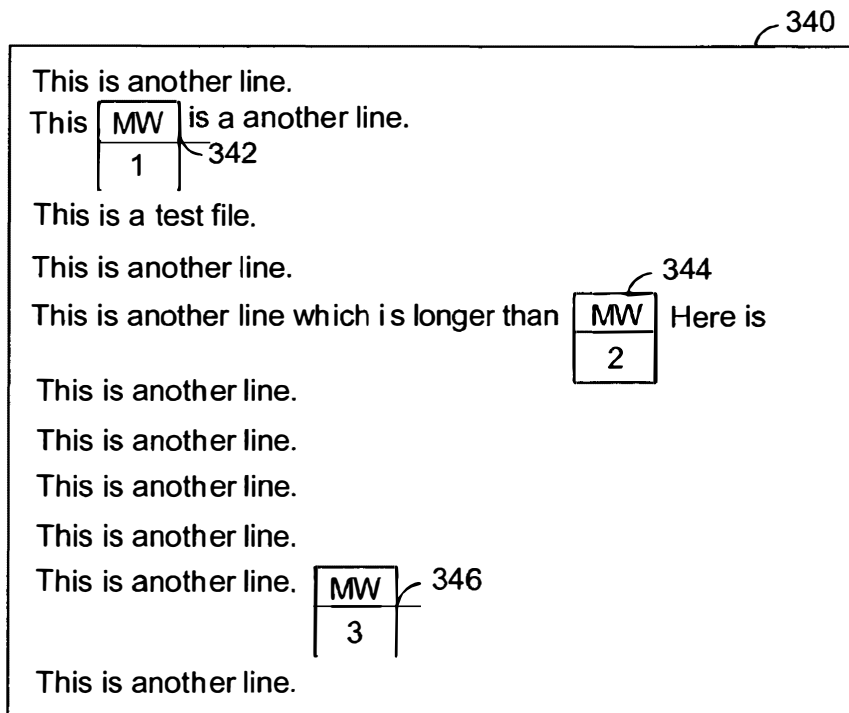 340
This is another line.
This MW is a another line.
1 342
This is a test file.
This is another line.
344
This is another line which is longer than MW Here is
2
This is another line.
This is another line.
This is another line.
This is another line.
This is another line. MW 346
3
This is another line.